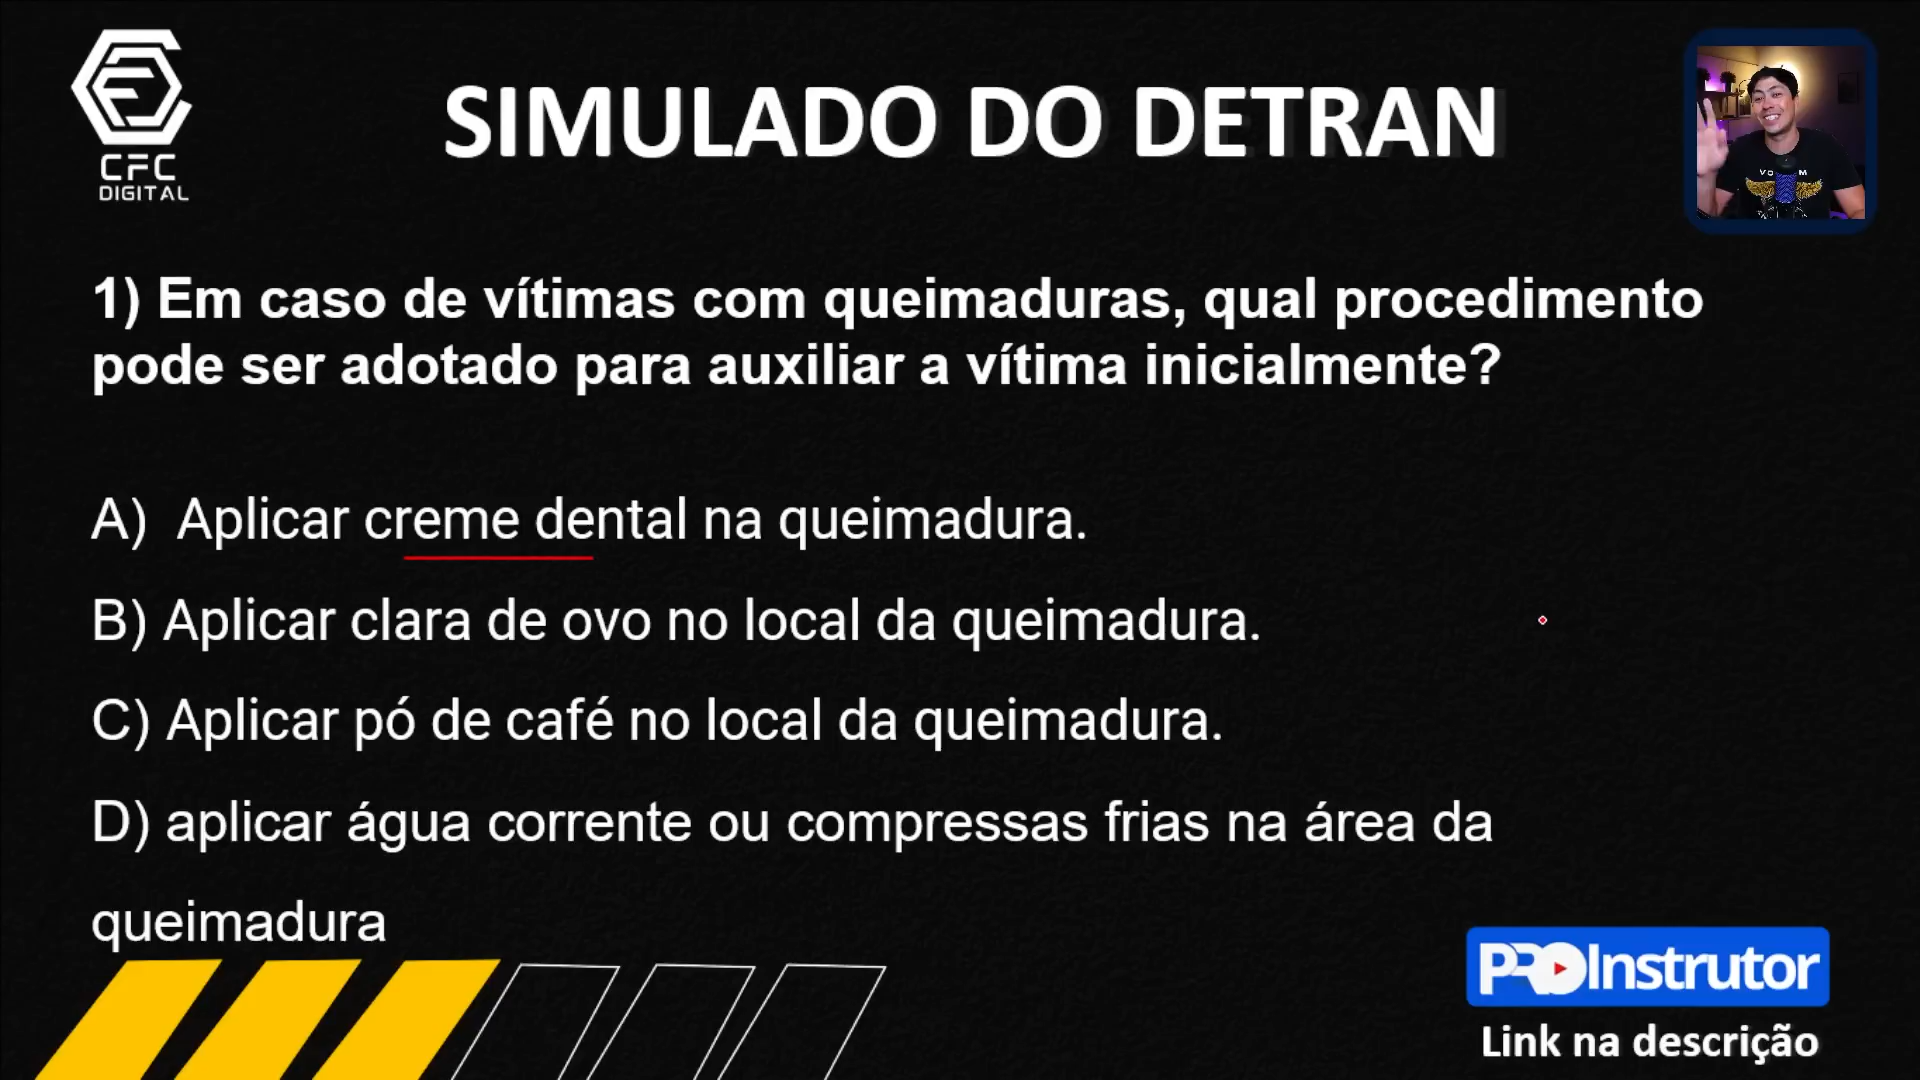 CFC
DIGITAL
SIMULADO DO DETRAN
1) Em caso de vítimas com queimaduras, qual procedimento
pode ser adotado para auxiliar a vítima inicialmente?
A) Aplicar creme dental na queimadura.
B) Aplicar clara de ovo no local da queimadura.
C) Aplicar pó de café no local da queimadura.
D) aplicar água corrente ou compressas frias na área da
queimadura
PROInstrutor
Link na descrição